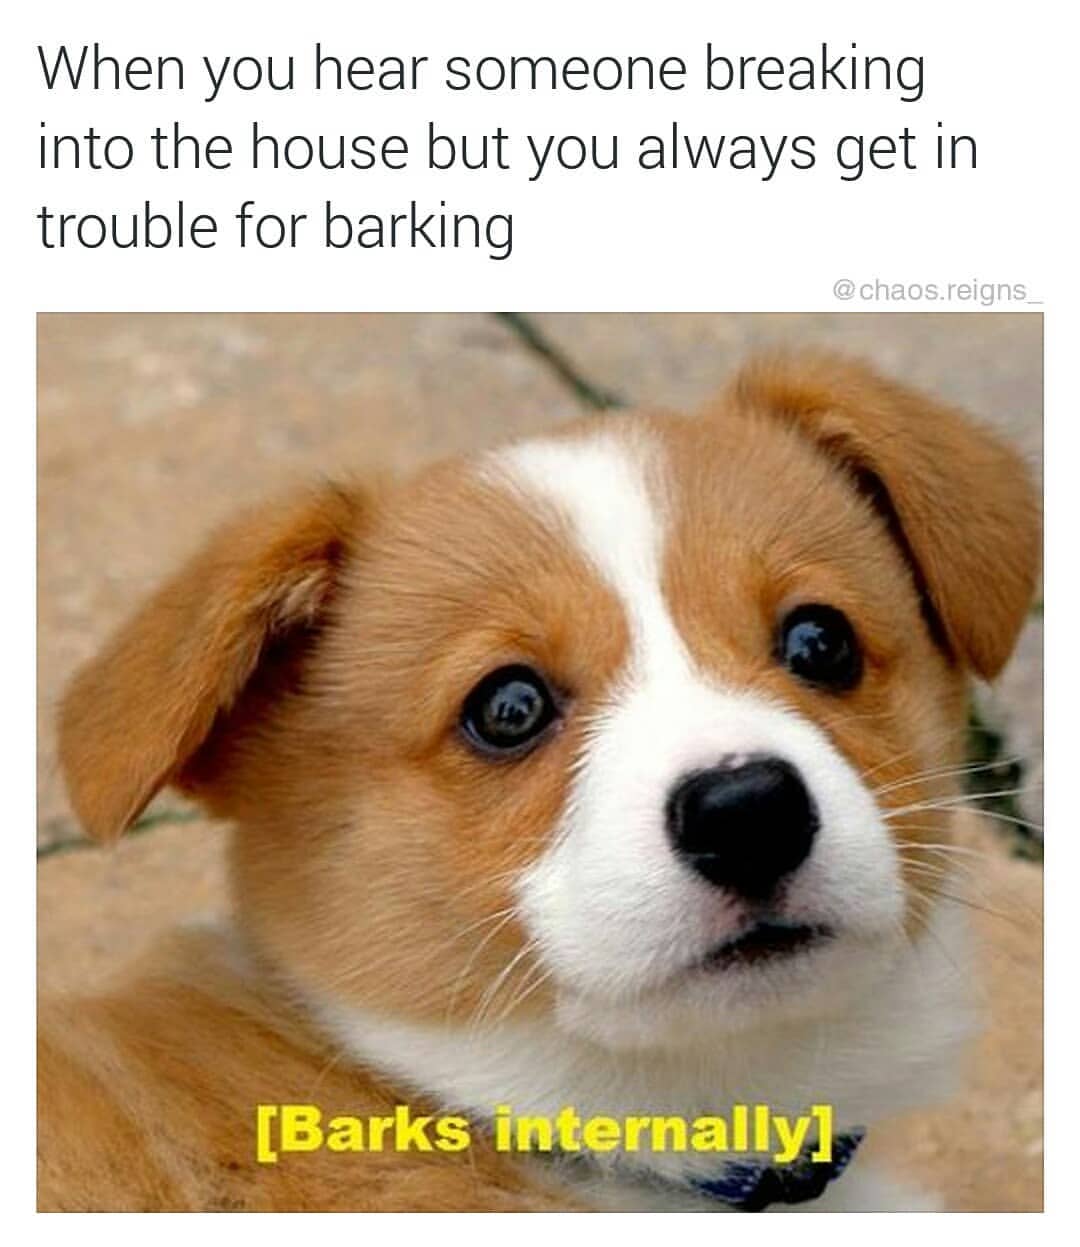 When you hear someone breaking
into the house but you always get in
trouble for barking
@chaos.reigns_
[Barks internally]